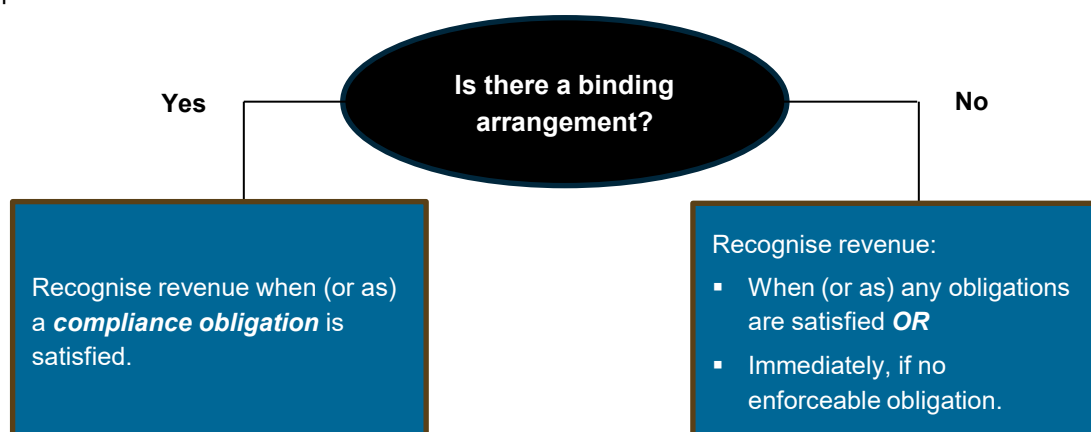 Is there a binding
arrangement?
Yes
No
Recognise revenue when (or as)
a compliance obligation is
satisfied.
Recognise revenue:
▪ When (or as) any obligations
are satisfied OR
▪ Immediately, if no
enforceable obligation.